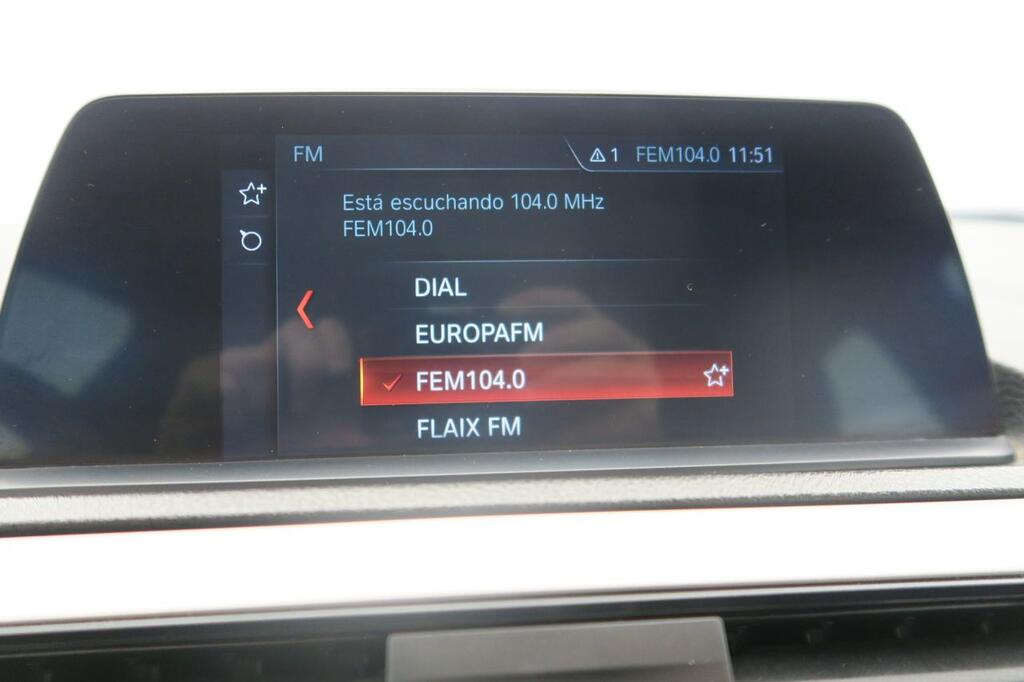 FM
1 FEM104.0 11:51
Está escuchando 104.0 MHz
FEM104.0
DIAL
EUROPAFM
FEM104.0
FLAIX FM